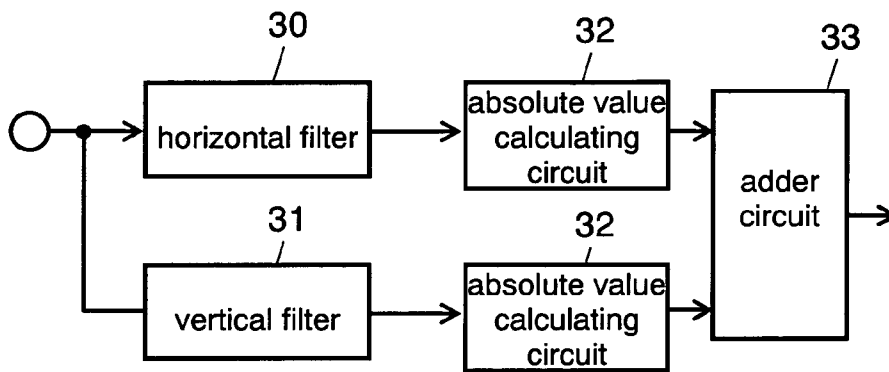 30
32
33
horizontal filter
absolute value
calculating
circuit
adder
circuit
31
32
vertical filter
absolute value
calculating
circuit